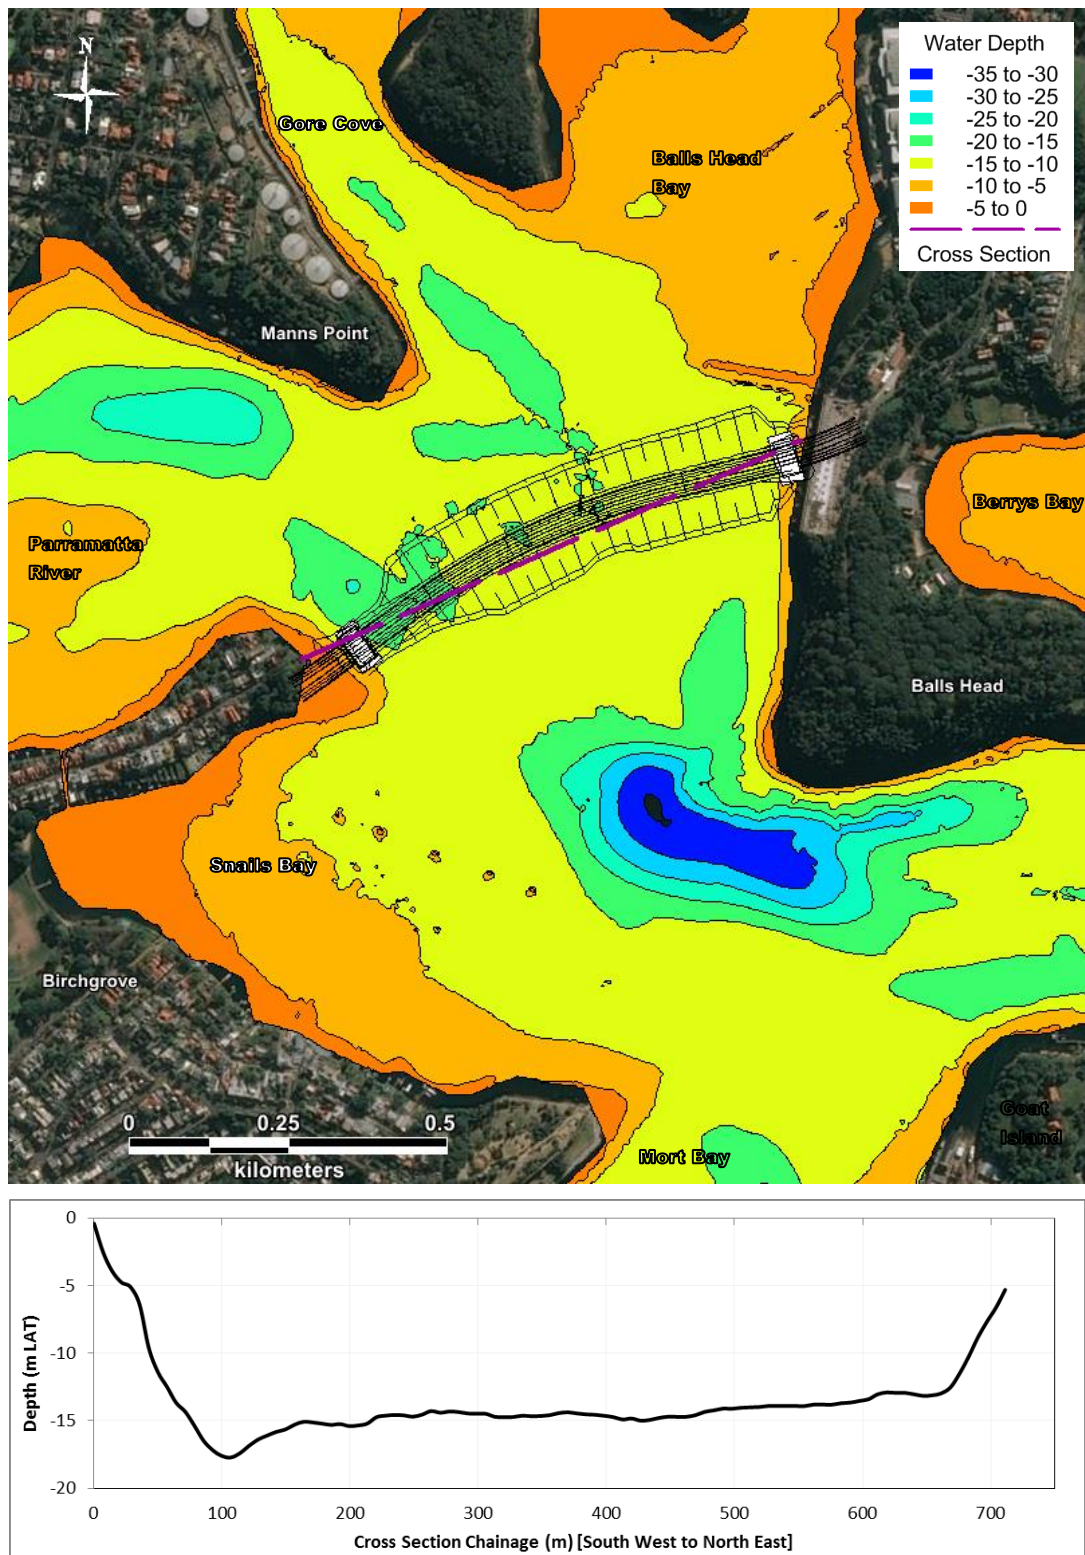 N
Water Depth
-35 to -30
-30 to -25
-25 to -20
-20 to -15
-15 to -10
-10 to -5
-5 to 0
Cross Section
Gore Cove
Balls Head
Bay
Manns Point
Berrys Bay
Parramatta
River
Balls Head
Snails Bay
Birchgrove
Goat
Island
Mort Bay
0 0.25 0.5
kilometers
0
-5
-10
-15
-20
Depth (m LAT)
0 100 200 300 400 500 600 700
Cross Section Chainage (m) [South West to North East]